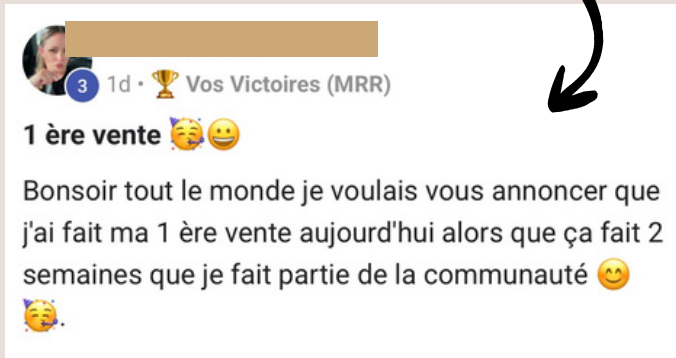 3 1d • 🏆 Vos Victoires (MRR)
1 ère vente 🥳😀
Bonsoir tout le monde je voulais vous annoncer que
j'ai fait ma 1 ère vente aujourd'hui alors que ça fait 2
semaines que je fait partie de la communauté 😊
🥳.